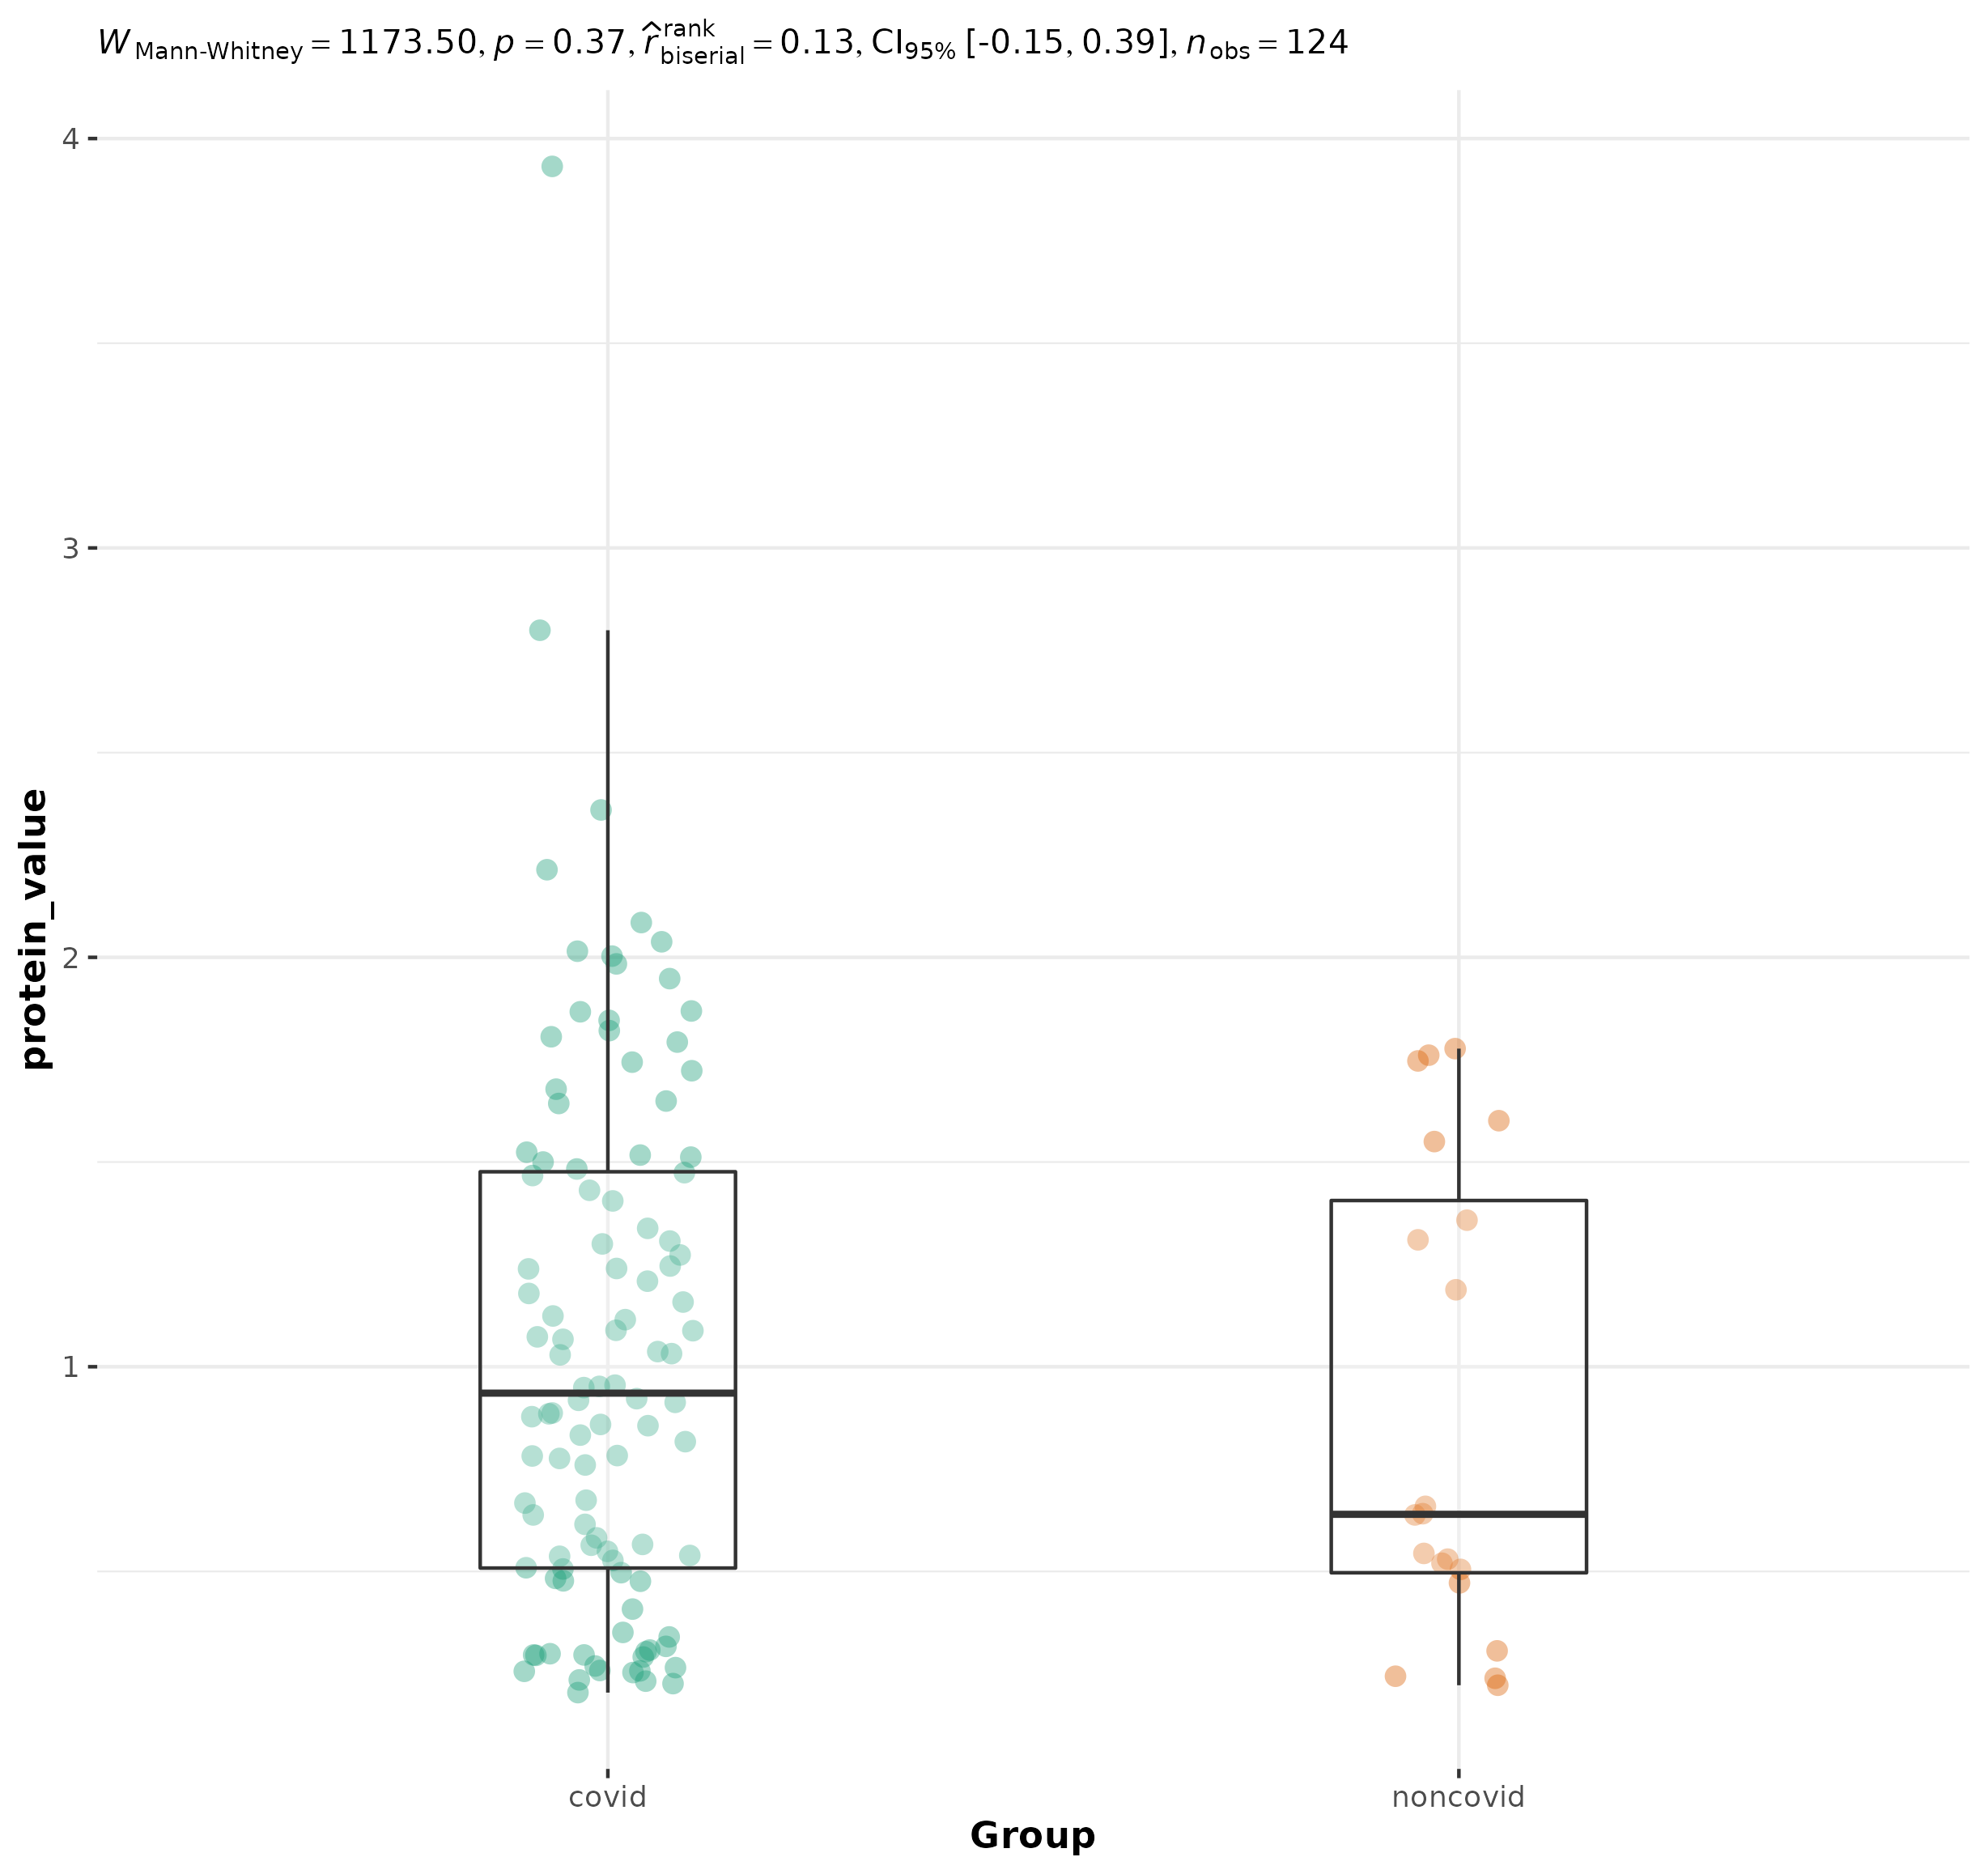 W Mann-Whitney = 1173.50, p = 0.37, r̂ rank biserial = 0.13, CI95% [-0.15, 0.39], n obs = 124
4
3
2
1
protein_value
covid noncovid
Group